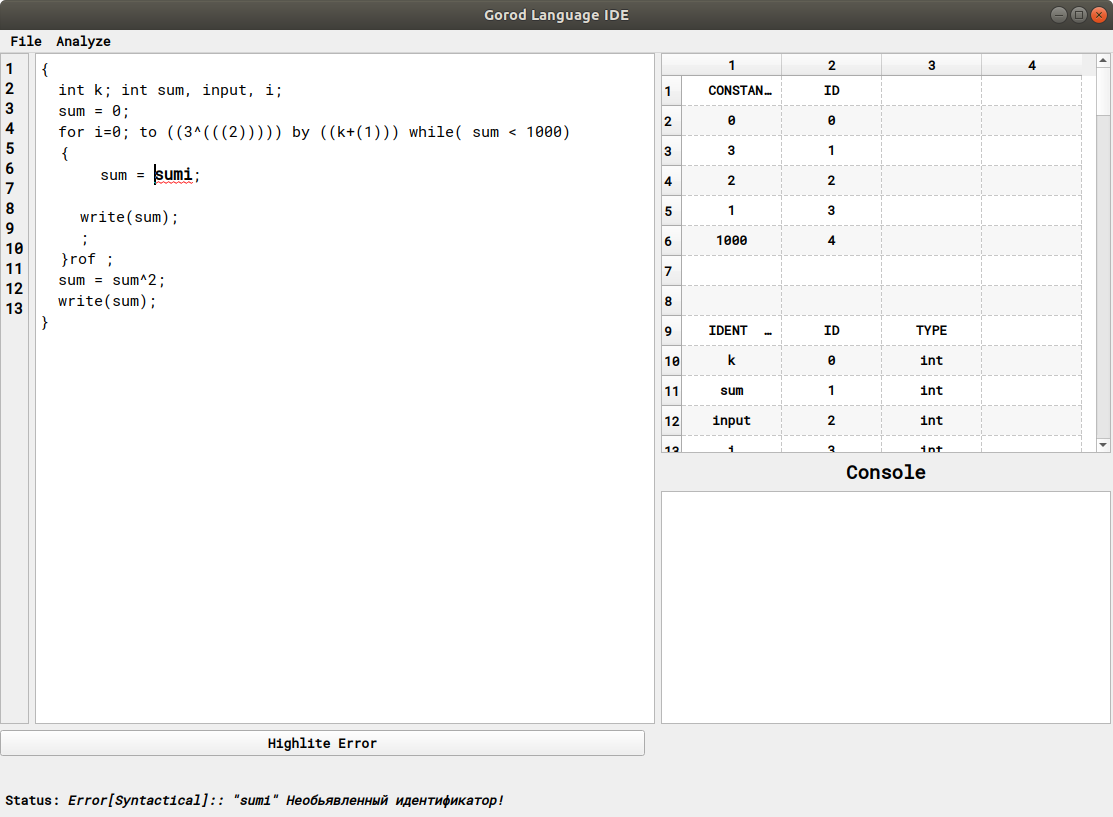 Gorod Language IDE
File Analyze
1 {
2 int k; int sum, input, i;
3 sum = 0;
4 for i=0; to ((3^(((2))))) by ((k+(1))) while( sum < 1000)
5 {
6 sum = sumi;
7
8 write(sum);
9 ;
10 }rof ;
11 sum = sum^2;
12 write(sum);
13 }
1 2 3 4
1 CONSTAN… ID
2 0 0
3 3 1
4 2 2
5 1 3
6 1000 4
7
8
9 IDENT … ID TYPE
10 k 0 int
11 sum 1 int
12 input 2 int
13 i 3 int
Console
Highlite Error
Status: Error[Syntactical]:: "sumi" Необьявленный идентификатор!